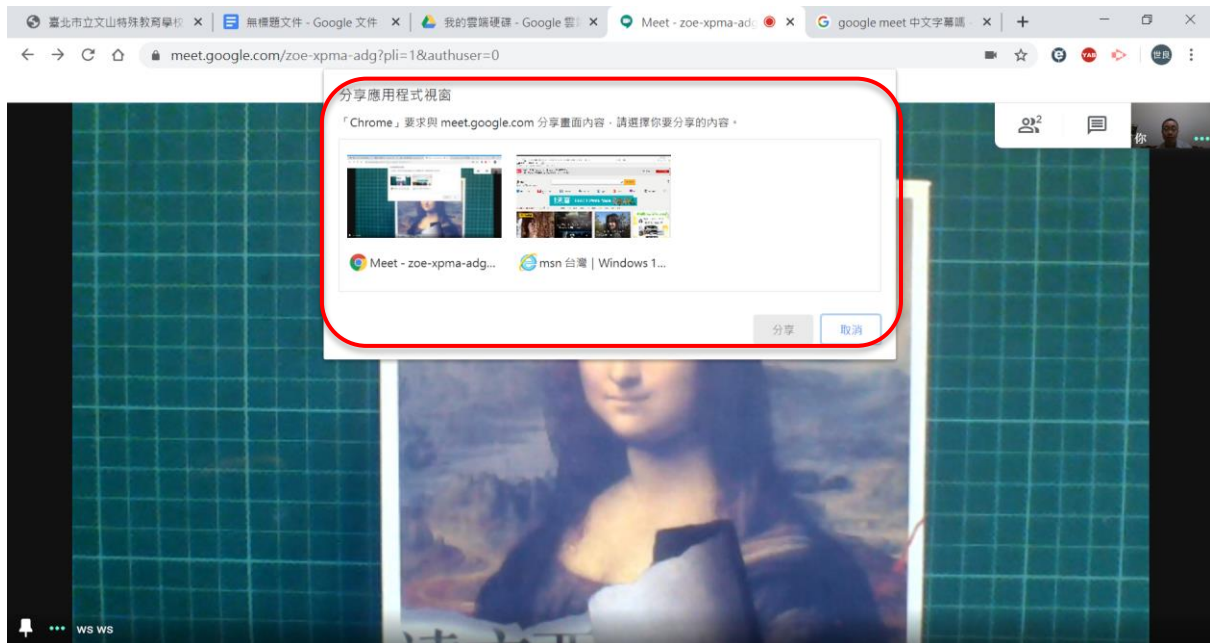 臺北市立文山特殊教育學校
無標題文件 - Google 文件
我的雲端硬碟 - Google 雲
Meet - zoe-xpma-adg
google meet 中文字幕嗎 -
meet.google.com/zoe-xpma-adg?pli=1&authuser=0
YAB
世良
分享應用程式視窗
「Chrome」要求與 meet.google.com 分享畫面內容，請選擇你要分享的內容。
2
你
Meet - zoe-xpma-adg...
msn 台灣 | Windows 1...
分享
取消
ws ws